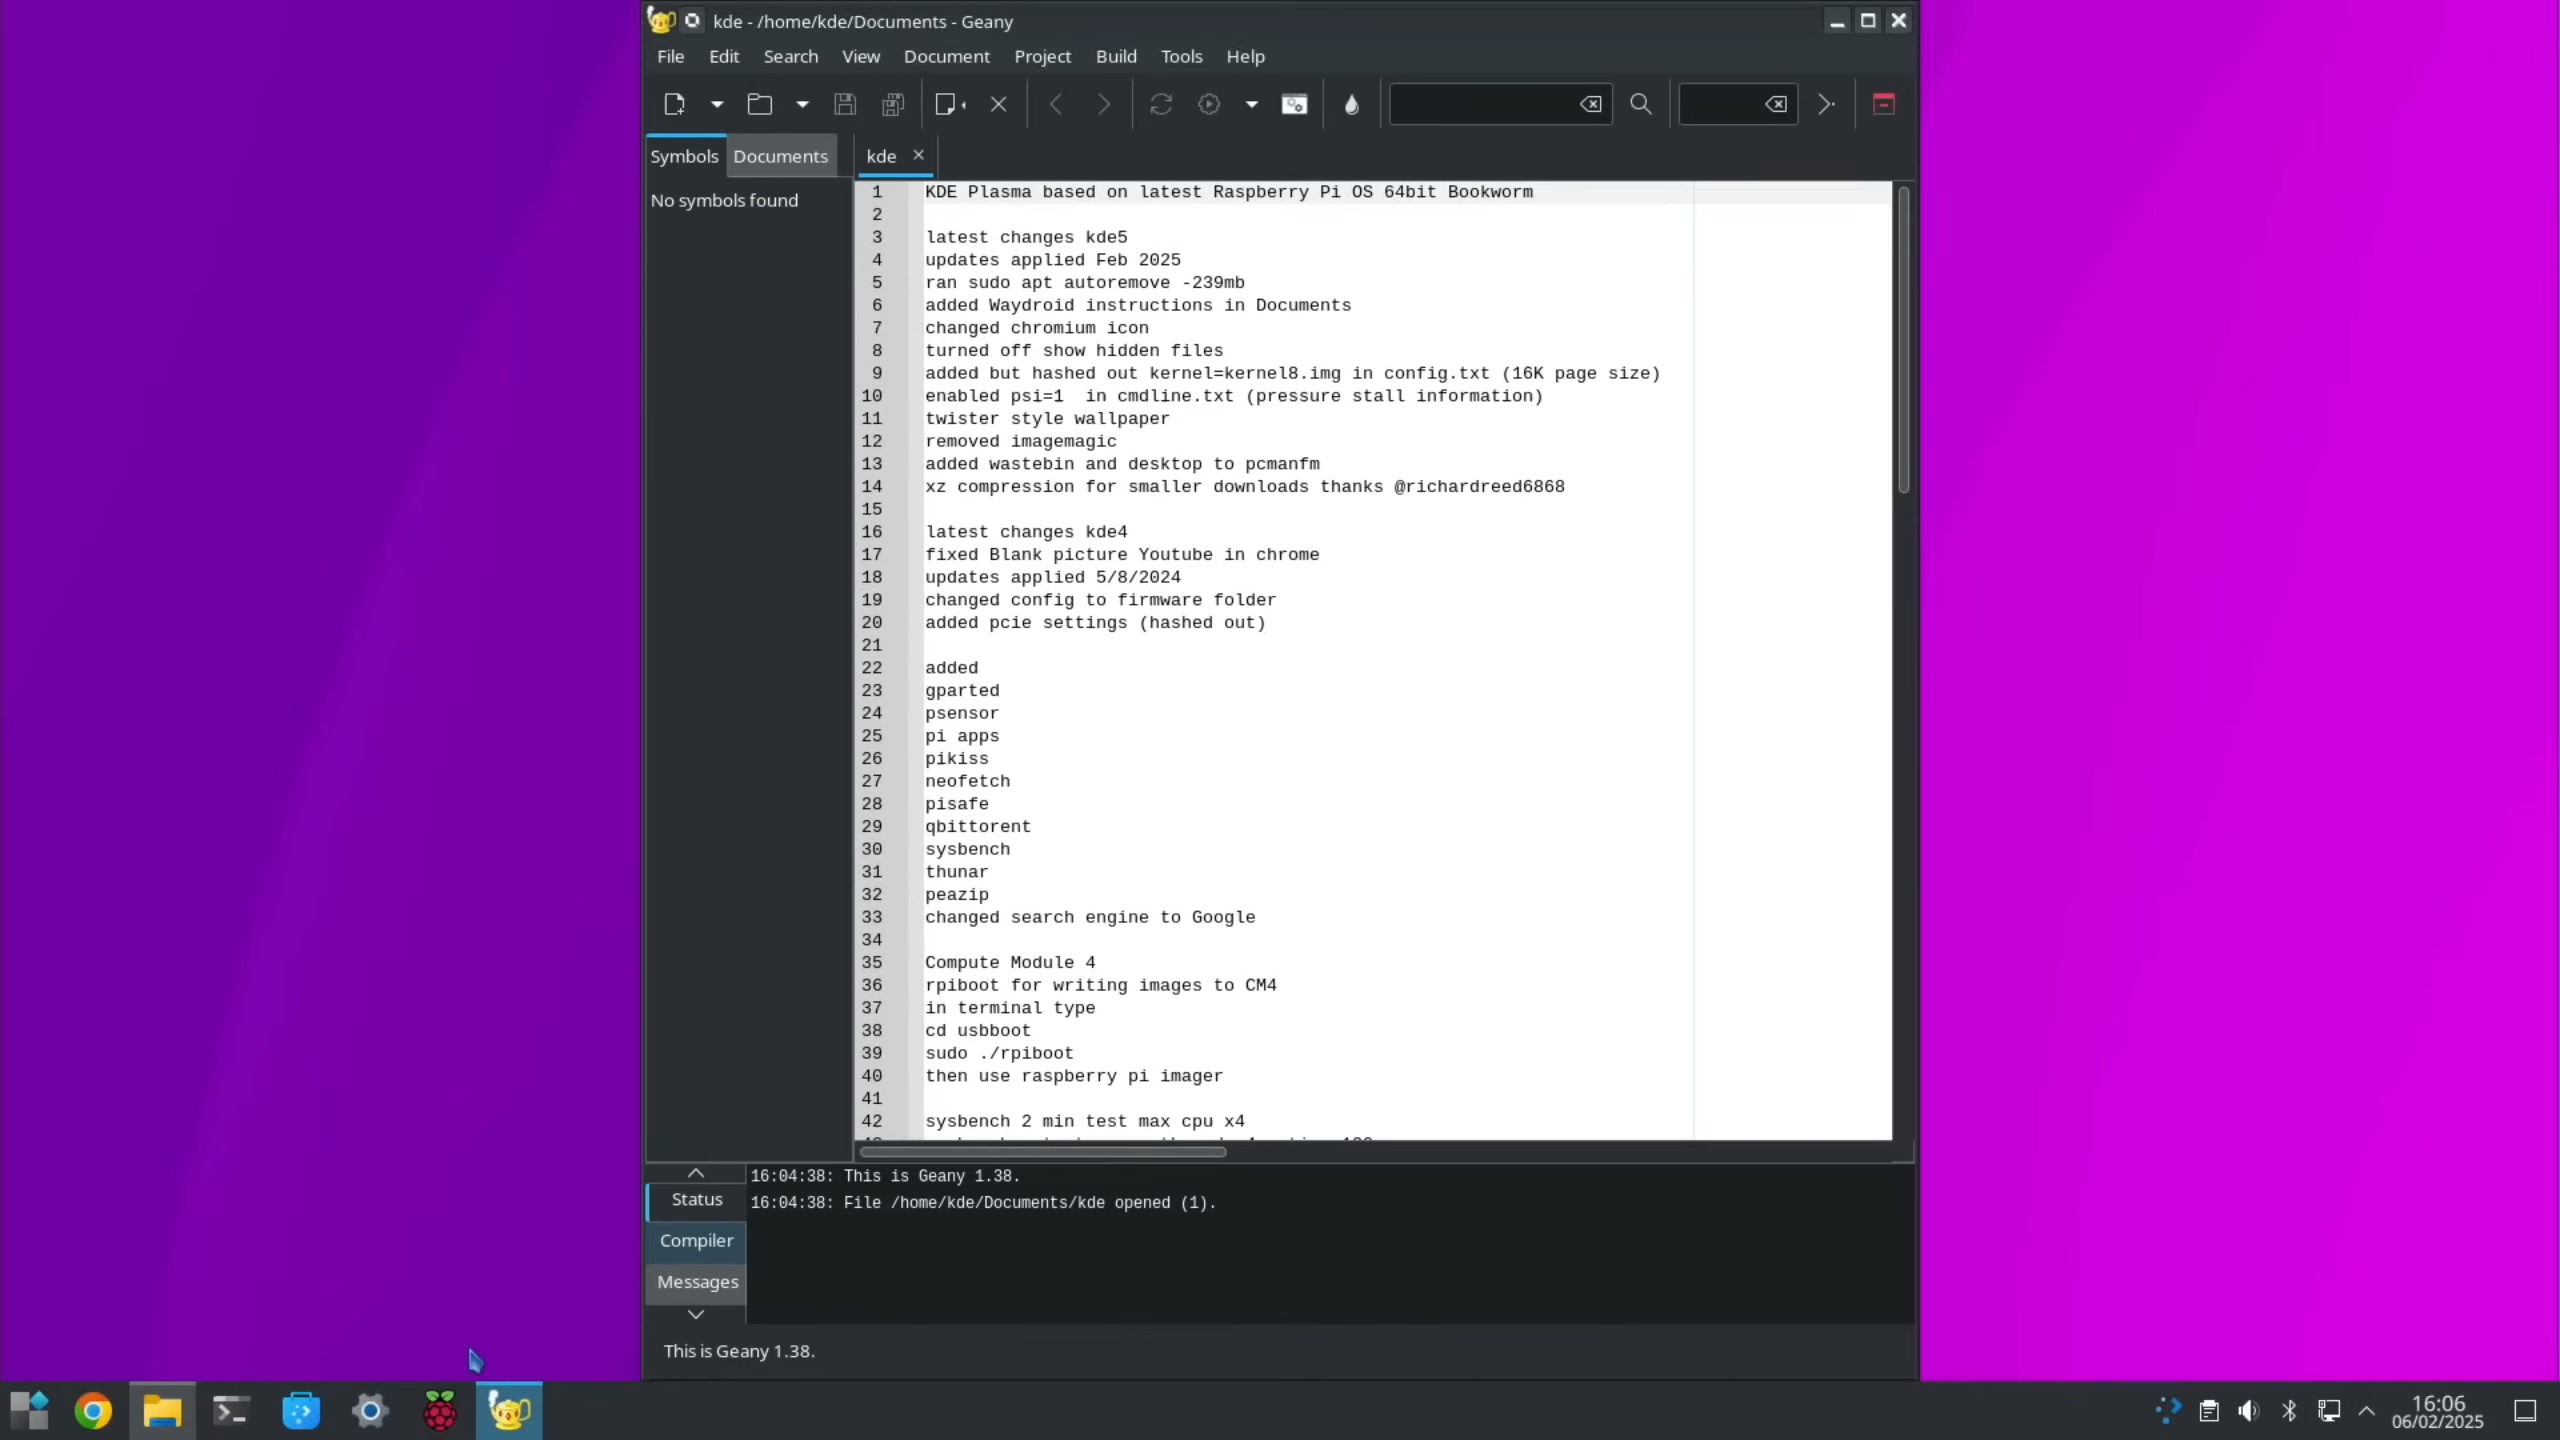 kde - /home/kde/Documents - Geany
File Edit Search View Document Project Build Tools Help
Symbols Documents kde
No symbols found
1 KDE Plasma based on latest Raspberry Pi OS 64bit Bookworm
2
3 latest changes kde5
4 updates applied Feb 2025
5 ran sudo apt autoremove -239mb
6 added Waydroid instructions in Documents
7 changed chromium icon
8 turned off show hidden files
9 added but hashed out kernel=kernel8.img in config.txt (16K page size)
10 enabled psi=1  in cmdline.txt (pressure stall information)
11 twister style wallpaper
12 removed imagemagic
13 added wastebin and desktop to pcmanfm
14 xz compression for smaller downloads thanks @richardreed6868
15
16 latest changes kde4
17 fixed Blank picture Youtube in chrome
18 updates applied 5/8/2024
19 changed config to firmware folder
20 added pcie settings (hashed out)
21
22 added
23 gparted
24 psensor
25 pi apps
26 pikiss
27 neofetch
28 pisafe
29 qbittorent
30 sysbench
31 thunar
32 peazip
33 changed search engine to Google
34
35 Compute Module 4
36 rpiboot for writing images to CM4
37 in terminal type
38 cd usbboot
39 sudo ./rpiboot
40 then use raspberry pi imager
41
42 sysbench 2 min test max cpu x4
16:04:38: This is Geany 1.38.
Status
16:04:38: File /home/kde/Documents/kde opened (1).
Compiler
Messages
This is Geany 1.38.
16:06
06/02/2025